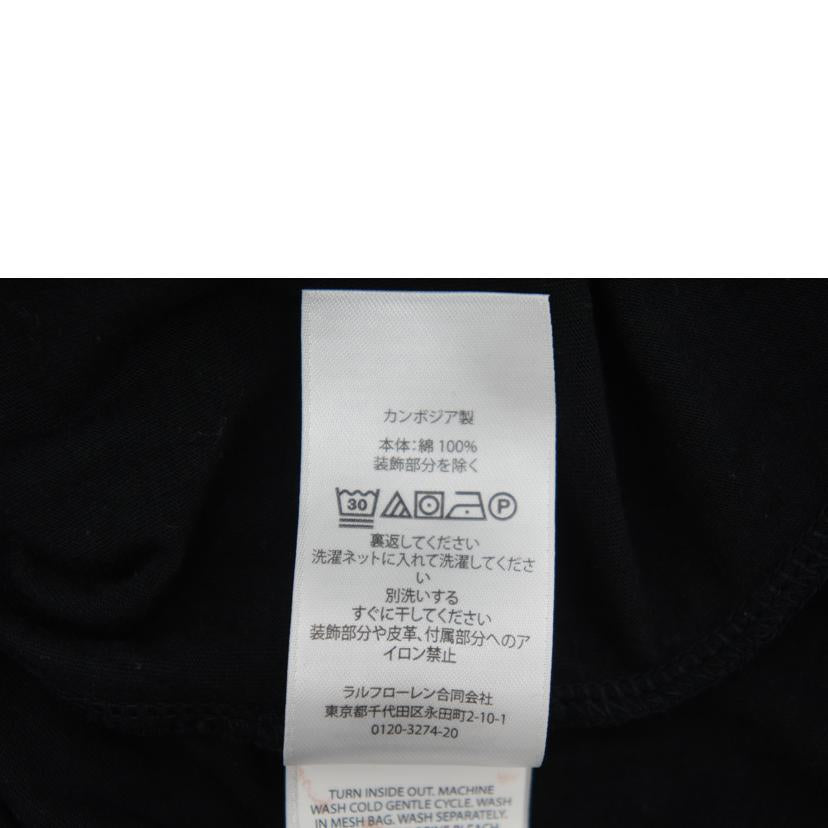 カンボジア製
本体:綿 100%
装飾部分を除く
30 P
裏返してください
洗濯ネットに入れて洗濯してくださ
い
別洗いする
すぐに干してください
装飾部分や皮革、付属部分へのア
イロン禁止
ラルフローレン合同会社
東京都千代田区永田町2-10-1
0120-3274-20
TURN INSIDE OUT. MACHINE
WASH COLD GENTLE CYCLE. WASH
IN MESH BAG. WASH SEPARATELY.
BLEACH